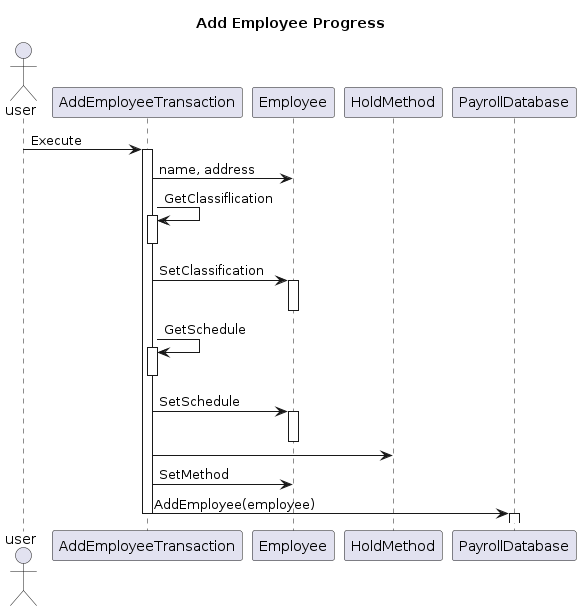 Add Employee Progress
user
AddEmployeeTransaction
Employee
HoldMethod
PayrollDatabase
Execute
name, address
GetClassiflication
SetClassification
GetSchedule
SetSchedule
SetMethod
AddEmployee(employee)
user
AddEmployeeTransaction
Employee
HoldMethod
PayrollDatabase